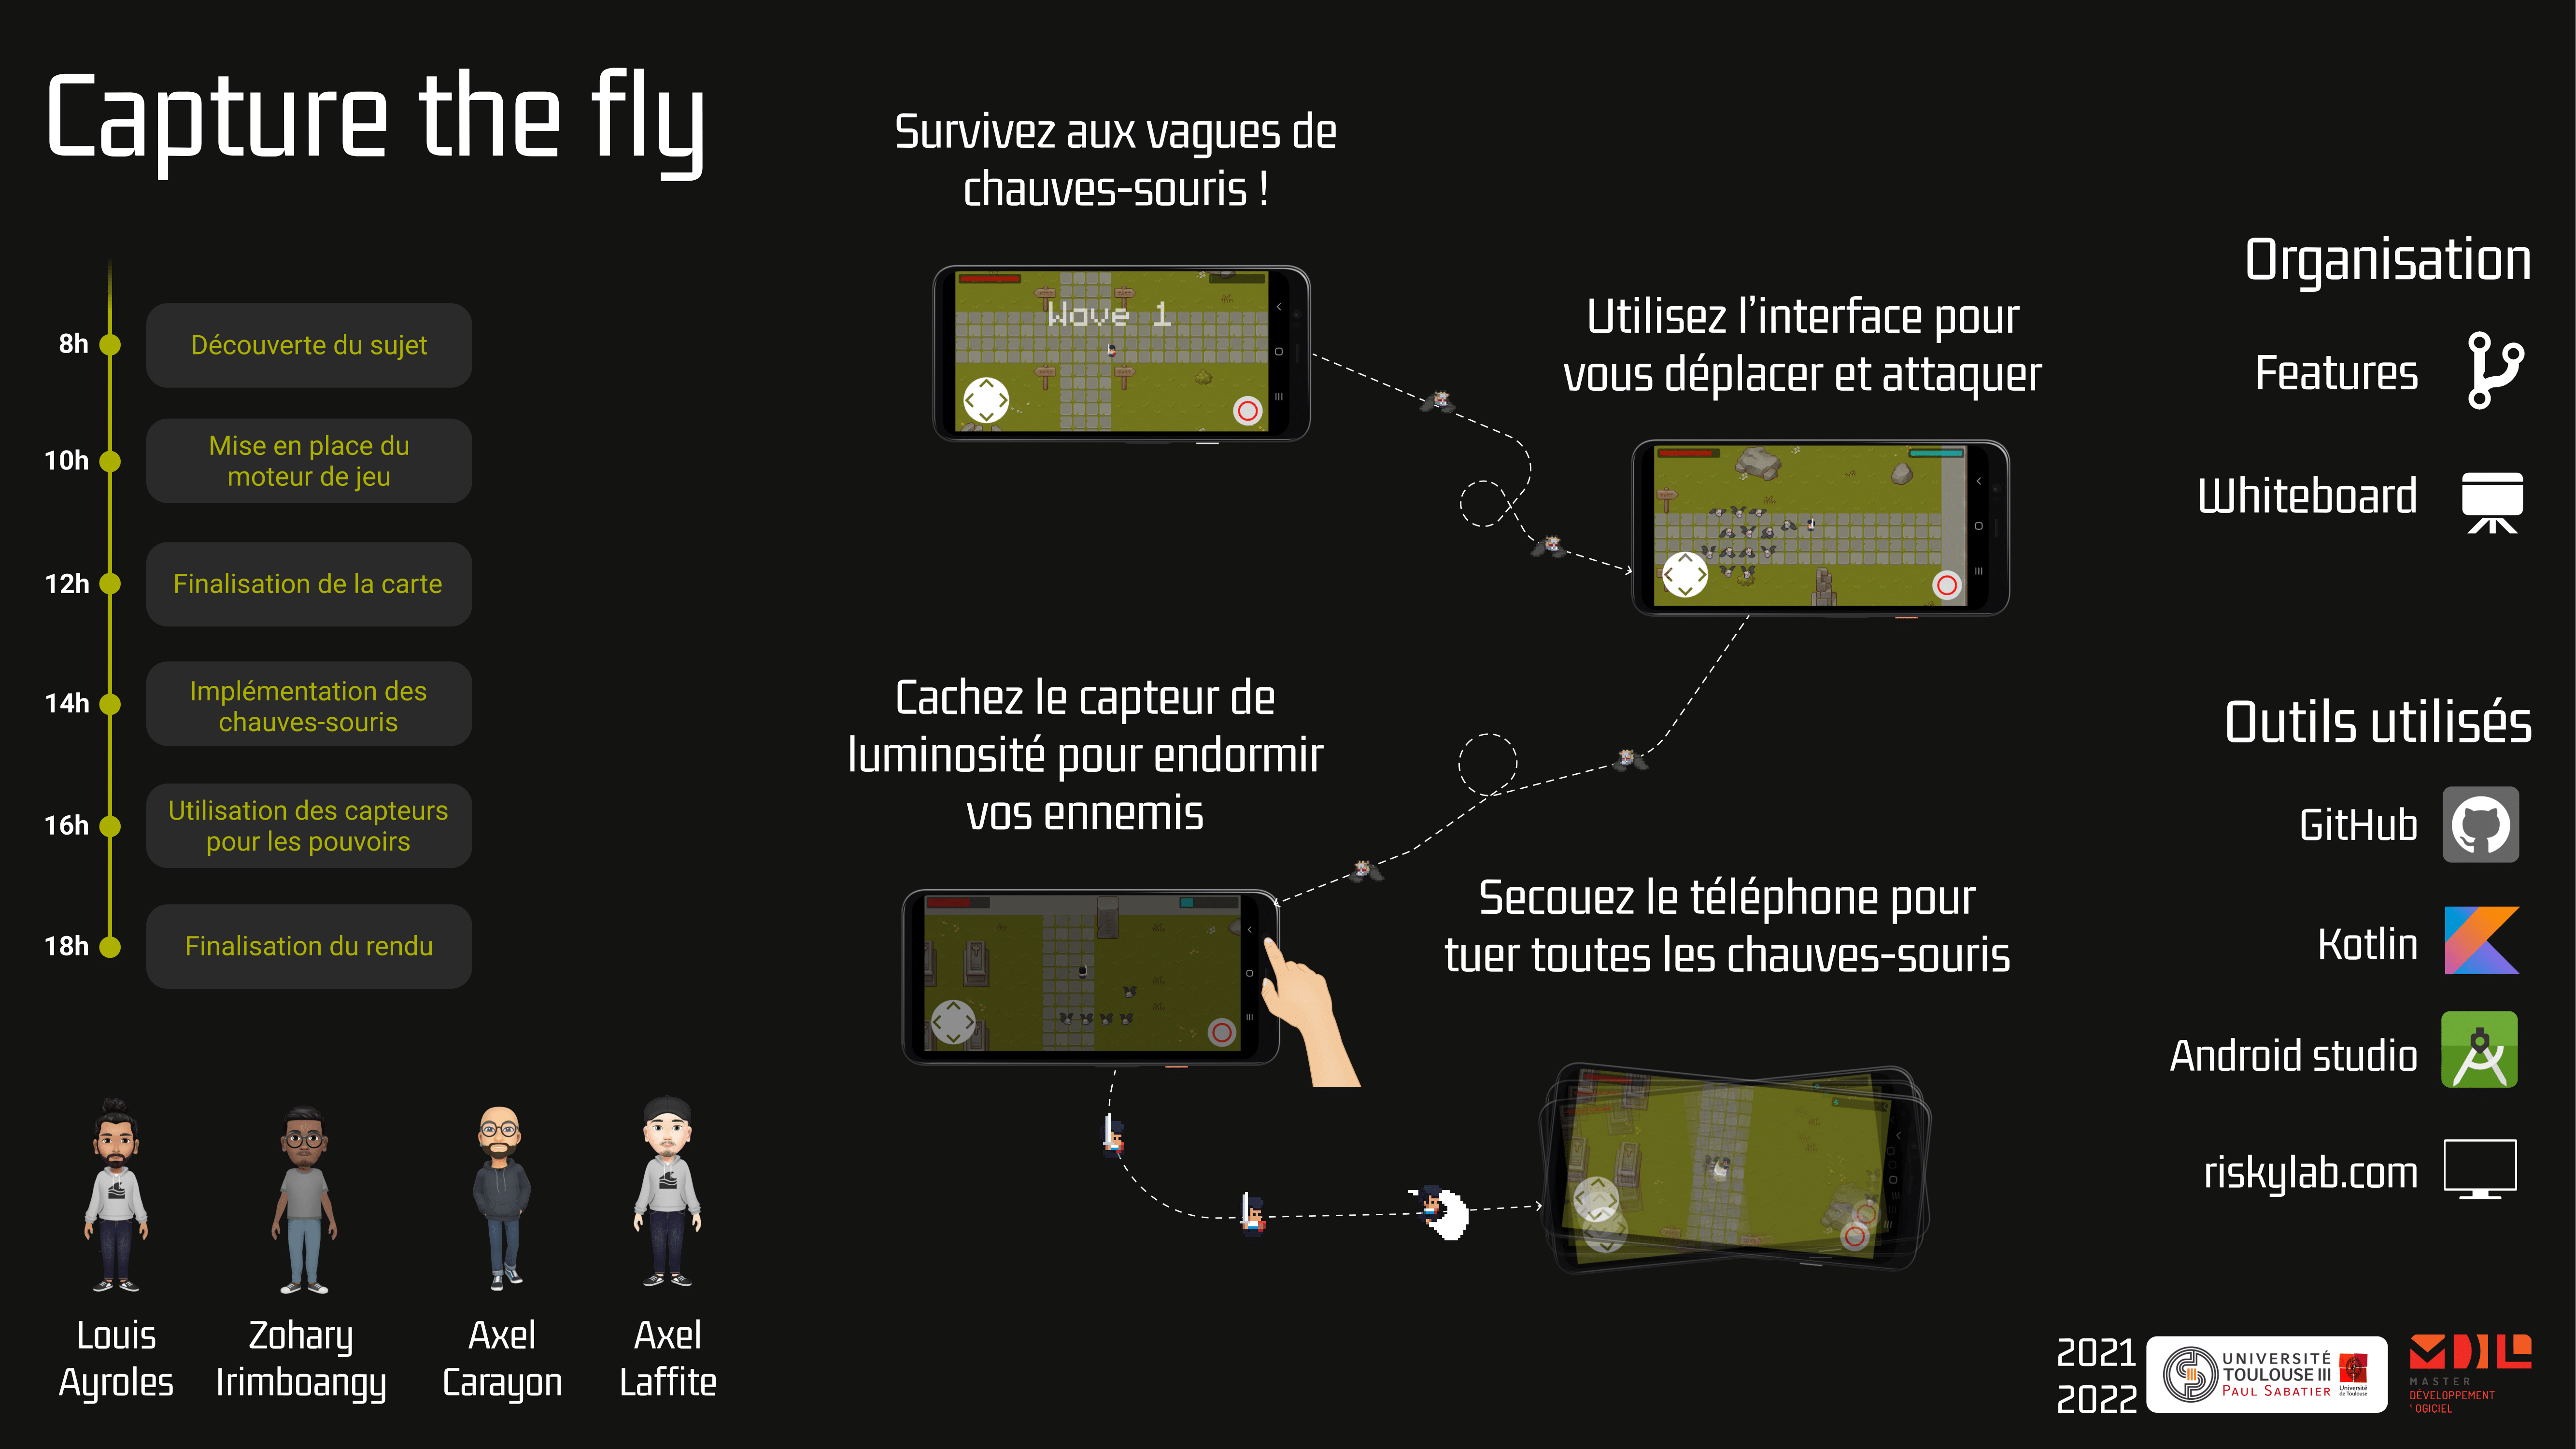 Capture the fly
8h
Découverte du sujet
10h
Mise en place du
moteur de jeu
12h
Finalisation de la carte
14h
Implémentation des
chauves-souris
16h
Utilisation des capteurs
pour les pouvoirs
18h
Finalisation du rendu
Louis
Ayroles
Zohary
Irimboangy
Axel
Carayon
Axel
Laffite
Survivez aux vagues de
chauves-souris !
Wave 1
Utilisez l’interface pour
vous déplacer et attaquer
Cachez le capteur de
luminosité pour endormir
vos ennemis
Secouez le téléphone pour
tuer toutes les chauves-souris
Organisation
Features
Whiteboard
Outils utilisés
GitHub
Kotlin
Android studio
riskylab.com
2021
2022
UNIVERSITÉ
TOULOUSE III
PAUL SABATIER
Université
de Toulouse
MDL
MASTER
DÉVELOPPEMENT
'OGICIEL